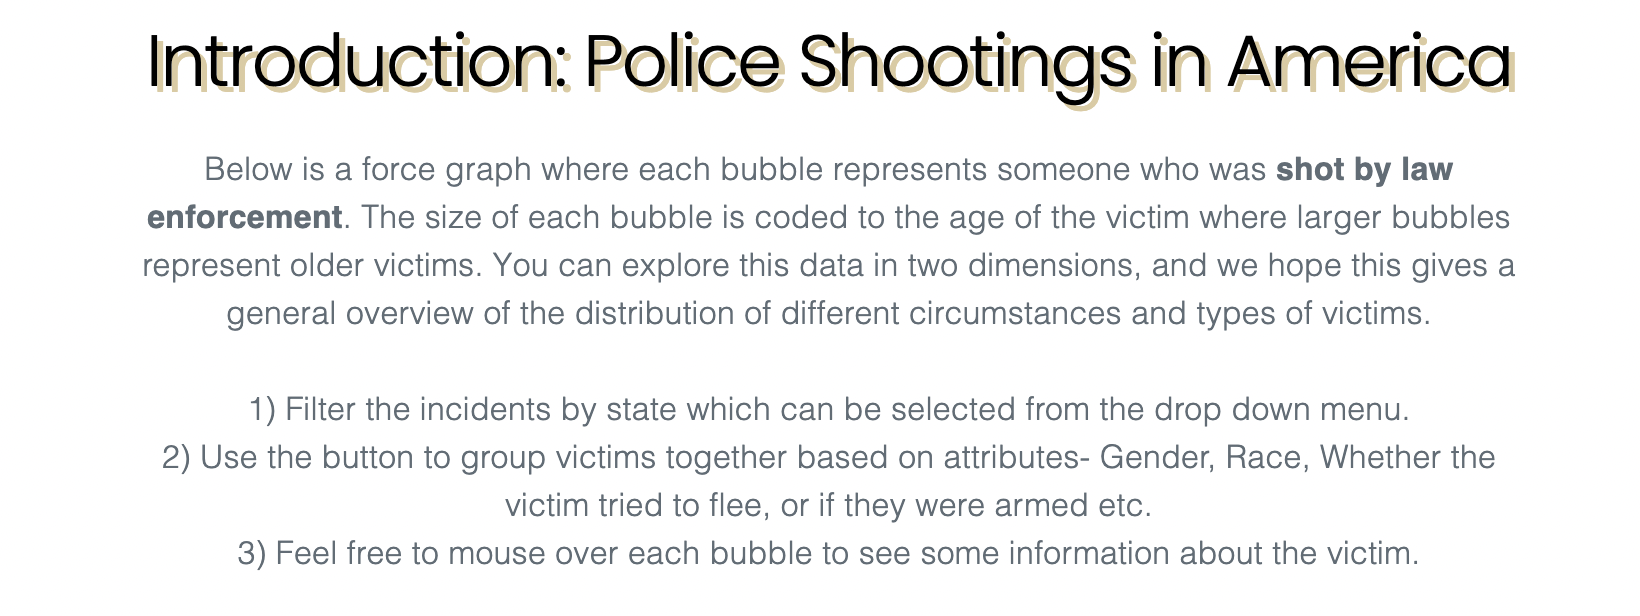 Introduction: Police Shootings in America
Below is a force graph where each bubble represents someone who was shot by law
enforcement. The size of each bubble is coded to the age of the victim where larger bubbles
represent older victims. You can explore this data in two dimensions, and we hope this gives a
general overview of the distribution of different circumstances and types of victims.
1) Filter the incidents by state which can be selected from the drop down menu.
2) Use the button to group victims together based on attributes- Gender, Race, Whether the
victim tried to flee, or if they were armed etc.
3) Feel free to mouse over each bubble to see some information about the victim.